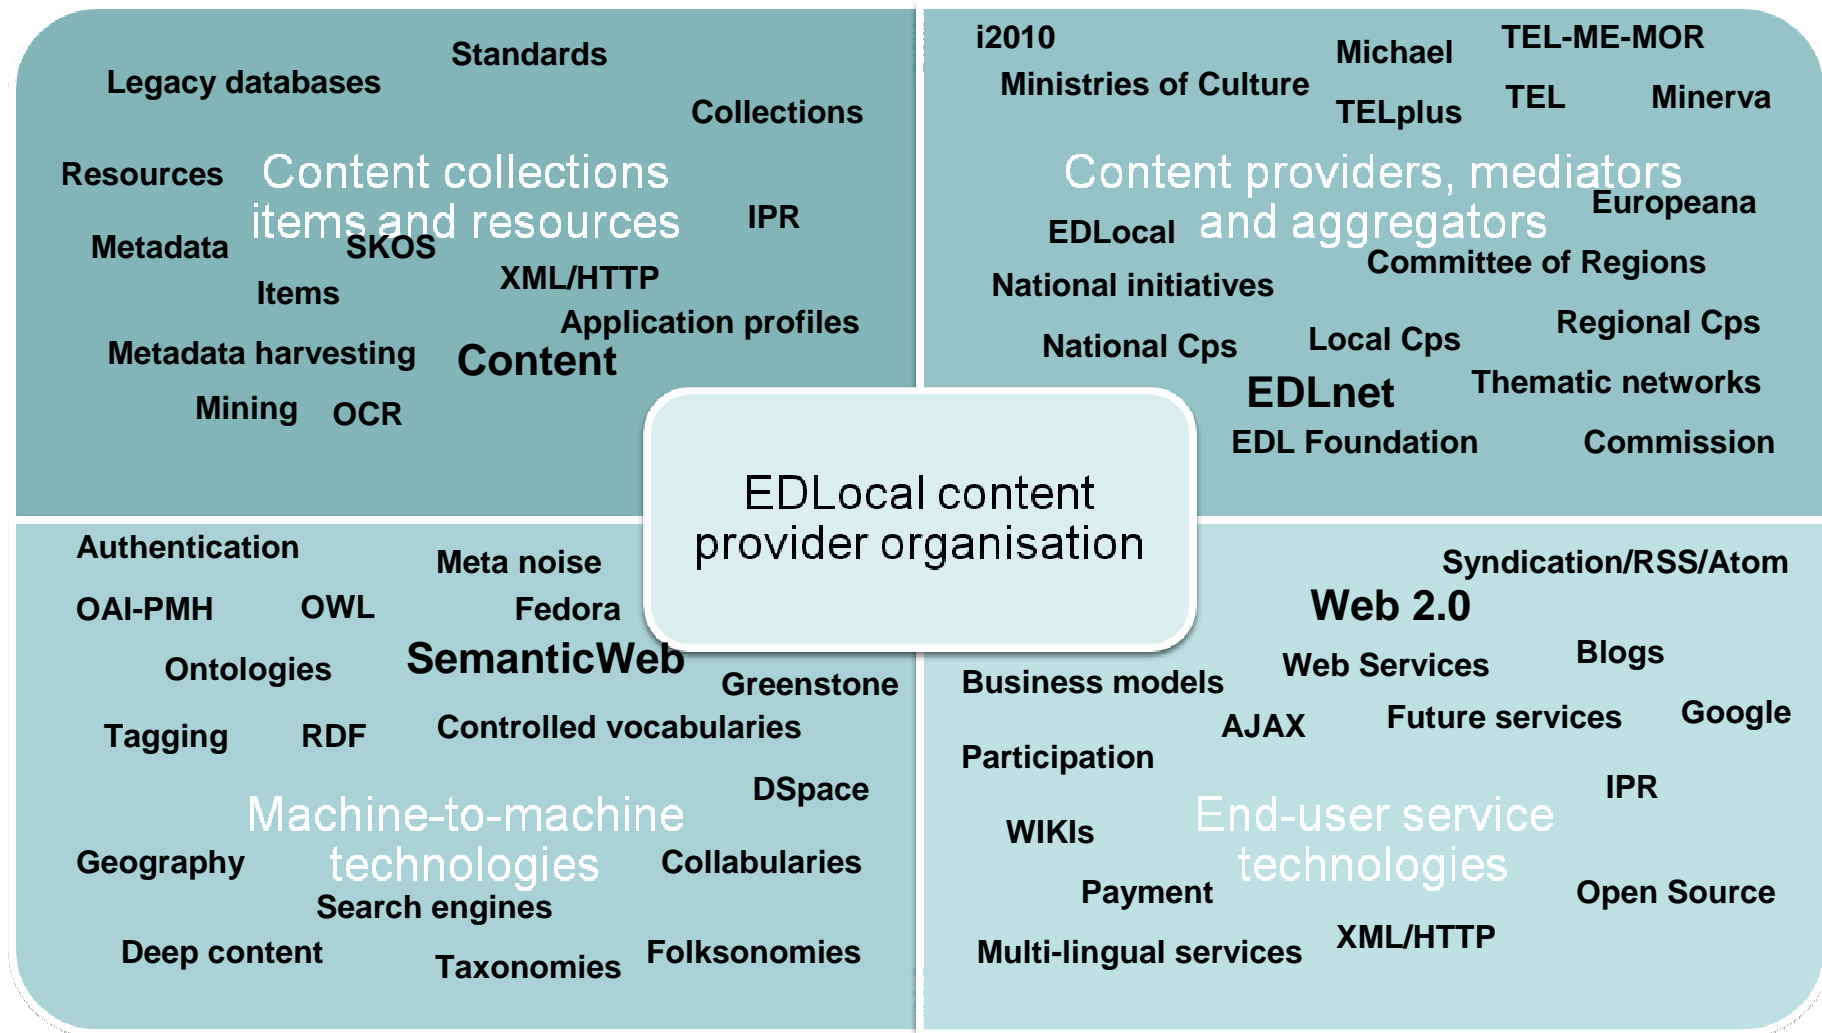 Standards
Legacy databases
Collections
Resources
Content collections
items and resources
IPR
Metadata
SKOS
XML/HTTP
Items
Application profiles
Metadata harvesting
Content
Mining
OCR
i2010
Michael
TEL-ME-MOR
Ministries of Culture
TELplus
TEL
Minerva
Content providers, mediators
and aggregators
Europeana
EDLocal
Committee of Regions
National initiatives
Regional Cps
National Cps
Local Cps
Thematic networks
EDLnet
EDL Foundation
Commission
EDLocal content
provider organisation
Authentication
Meta noise
OAI-PMH
OWL
Fedora
SemanticWeb
Ontologies
Greenstone
Tagging
RDF
Controlled vocabularies
DSpace
Machine-to-machine
technologies
Geography
Collabularies
Search engines
Deep content
Taxonomies
Folksonomies
Syndication/RSS/Atom
Web 2.0
Blogs
Web Services
Business models
AJAX
Future services
Google
Participation
IPR
End-user service
technologies
WIKIs
Payment
Open Source
XML/HTTP
Multi-lingual services